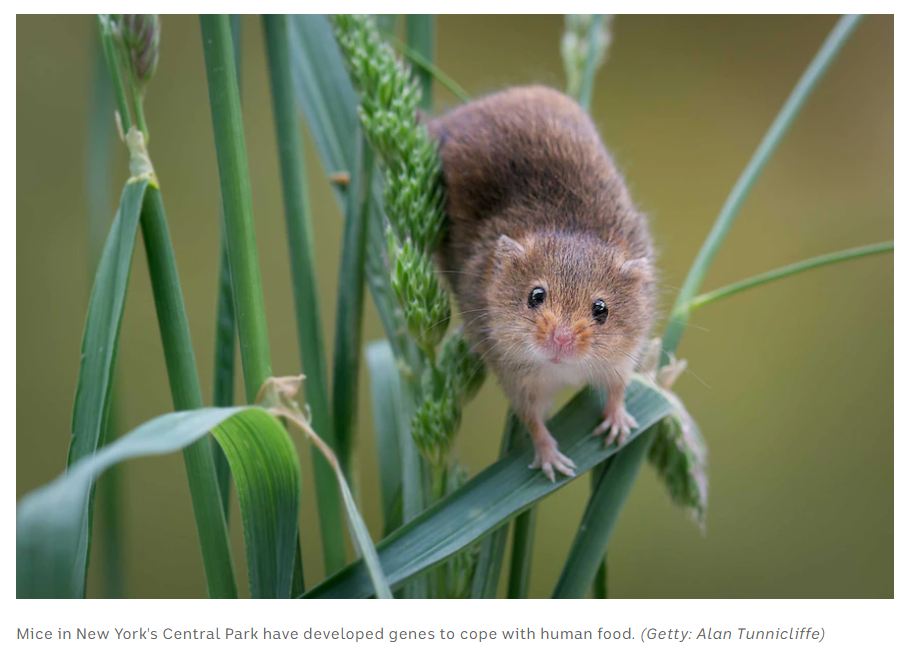 Mice in New York's Central Park have developed genes to cope with human food. (Getty: Alan Tunnicliffe)